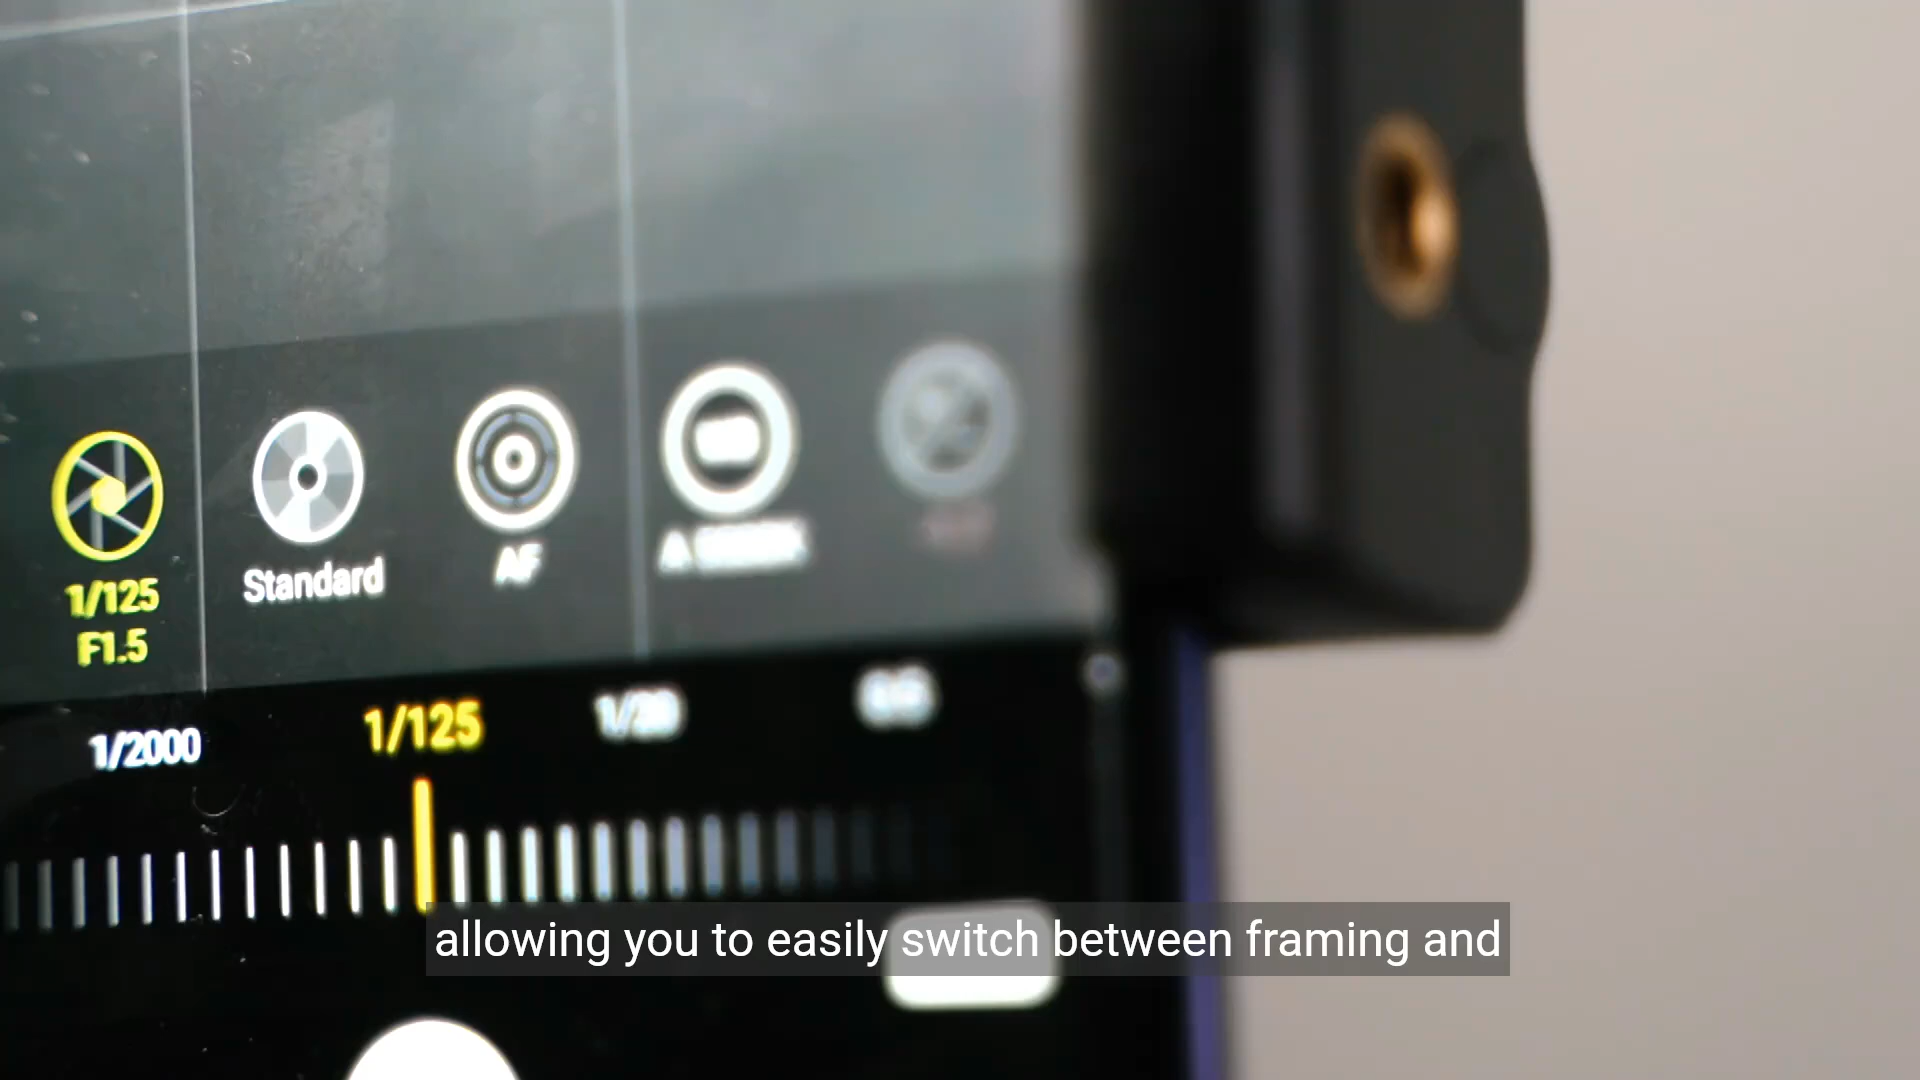 1/125
F1.5
Standard
AF
1/2000
1/125
allowing you to easily switch between framing and